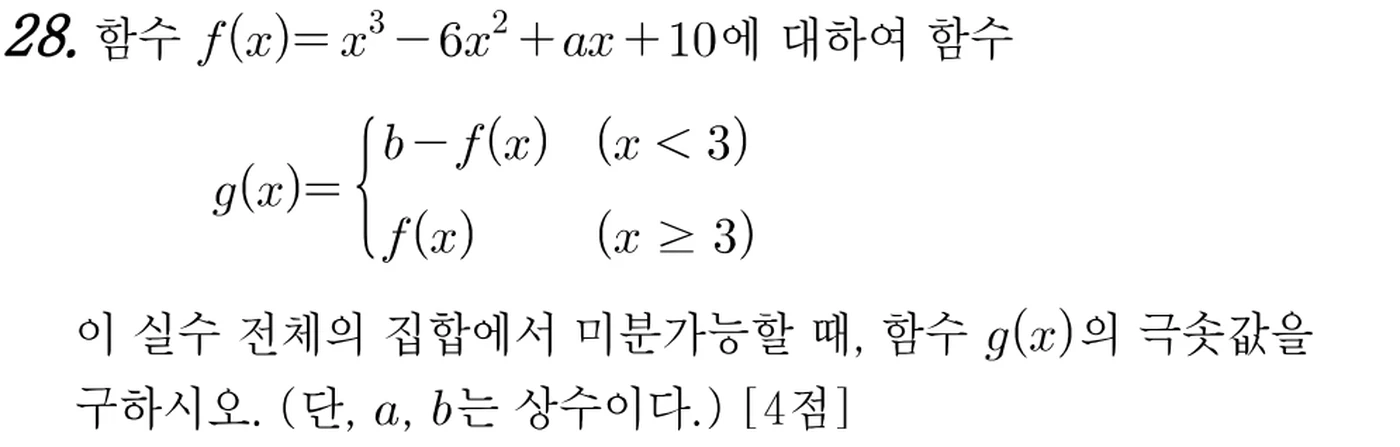 28. 함수 f(x)=x³-6x²+ax+10에 대하여 함수
g(x)= { b-f(x) (x < 3)
f(x) (x ≥ 3)
이 실수 전체의 집합에서 미분가능할 때, 함수 g(x)의 극솟값을
구하시오. (단, a, b는 상수이다.) [4점]